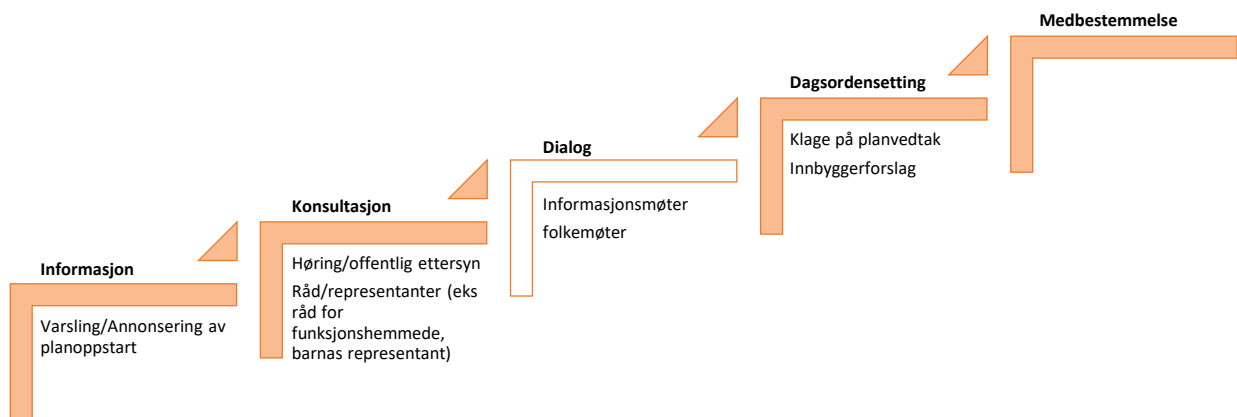 Informasjon
Varsling/Annonsering av
planoppstart
Konsultasjon
Høring/offentlig ettersyn
Råd/representanter (eks
råd for
funksjonshemmede,
barnas representant)
Dialog
Informasjonsmøter
folkemøter
Dagsordensetting
Klage på planvedtak
Innbyggerforslag
Medbestemmelse